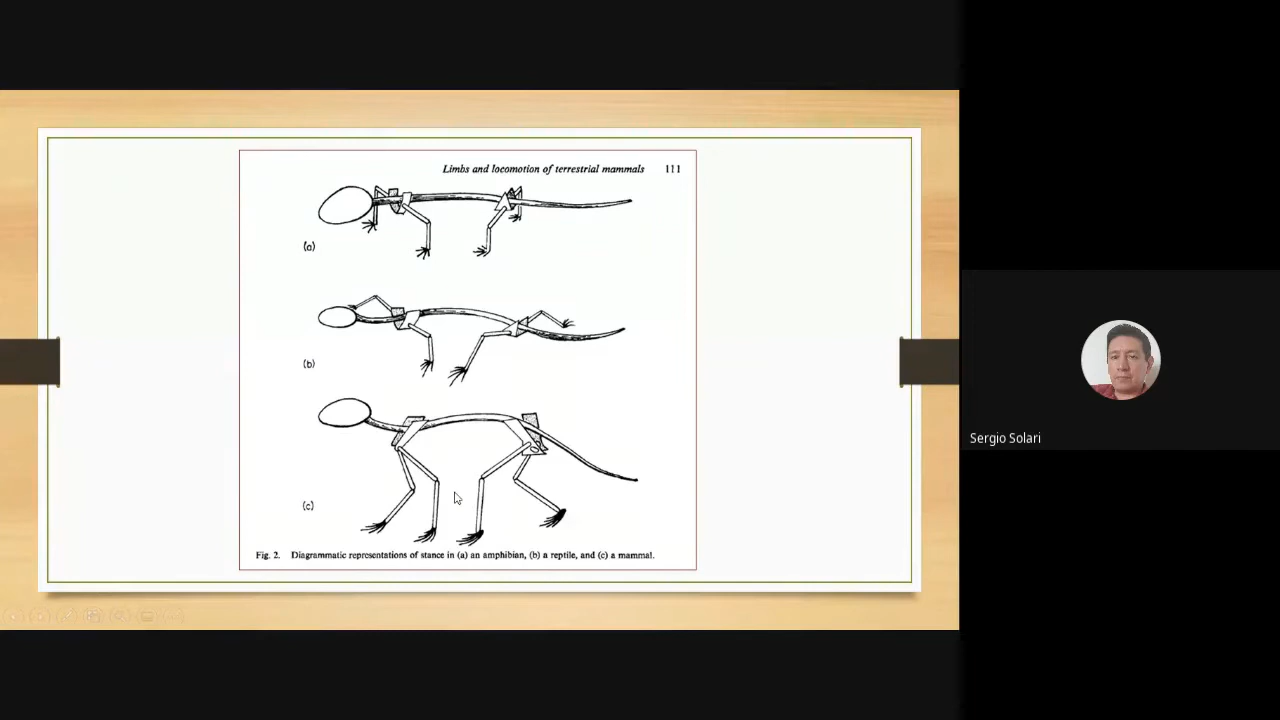 Limbs and locomotion of terrestrial mammals 111
(a)
(b)
(c)
Fig. 2. Diagrammatic representations of stance in (a) an amphibian, (b) a reptile, and (c) a mammal.
Sergio Solari